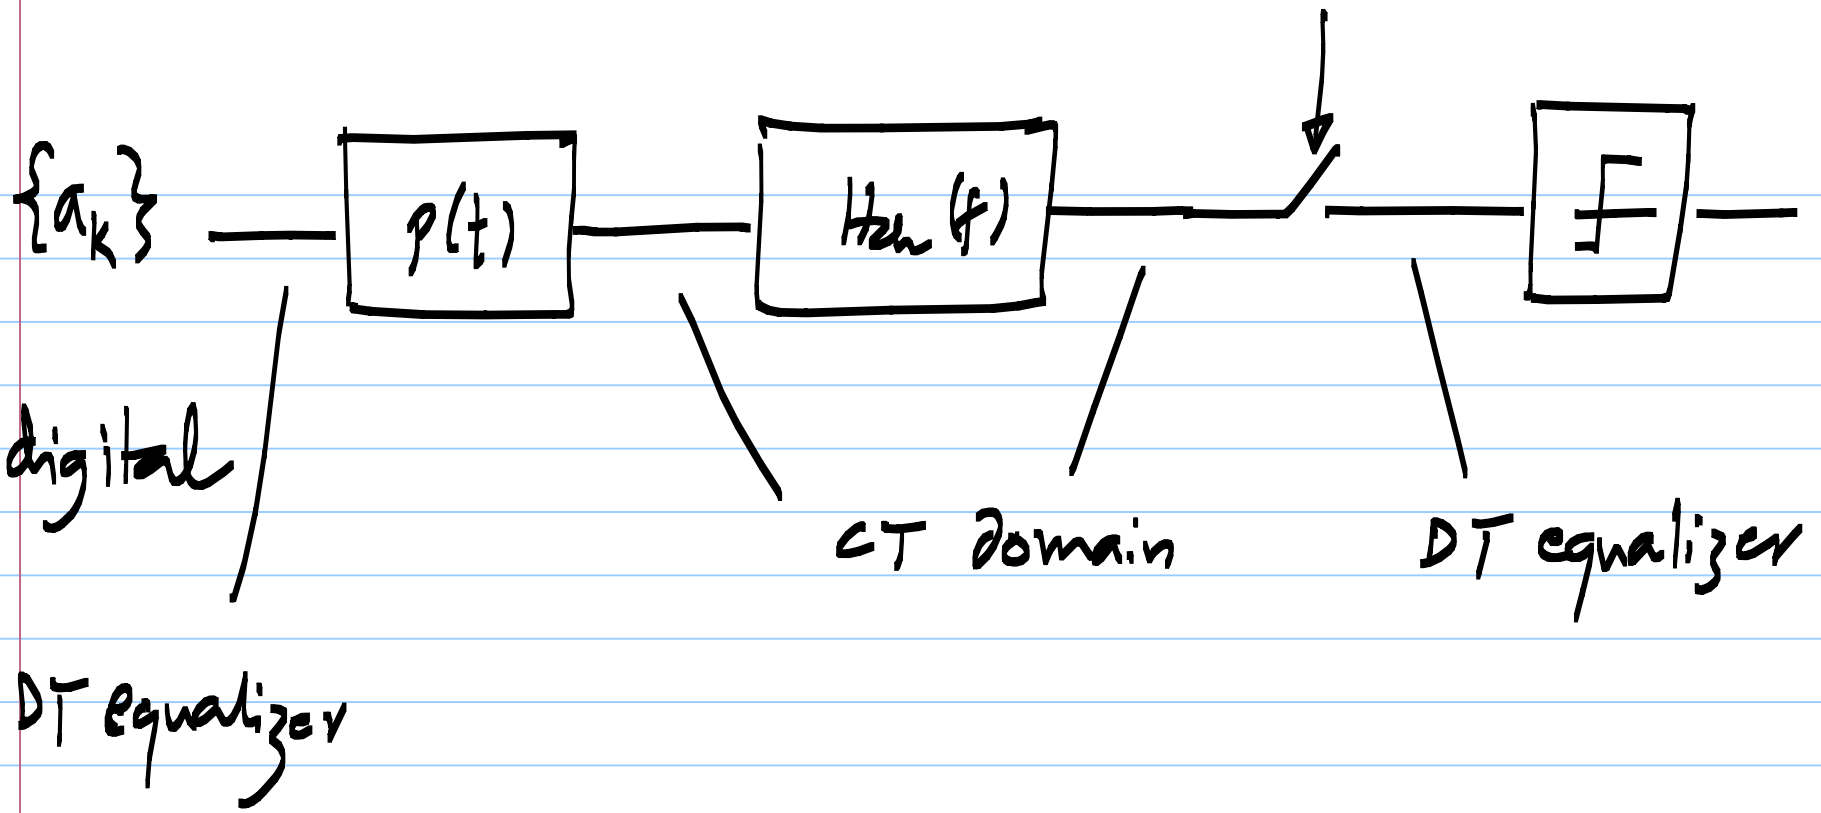 {a_k}
p(t)
H_ch(f)
digital
CT domain
DT equalizer
DT equalizer